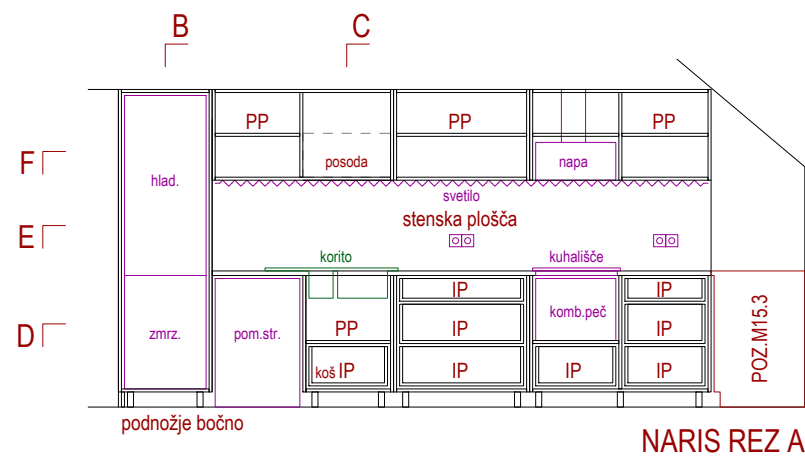 B
C
PP
PP
PP
F
posoda
napa
hlad.
svetilo
stenska plošča
E
korito
kuhališče
IP
IP
komb.peč
D
zmrz.
pom.str.
PP
IP
IP
POZ.M15.3
koš IP
IP
IP
IP
podnožje bočno
NARIS REZ A